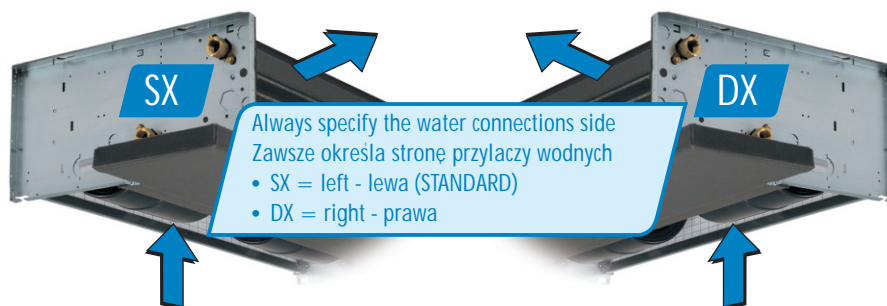 SX
DX
Always specify the water connections side
Zawsze określa stronę przylaczy wodnych
• SX = left - lewa (STANDARD)
• DX = right - prawa